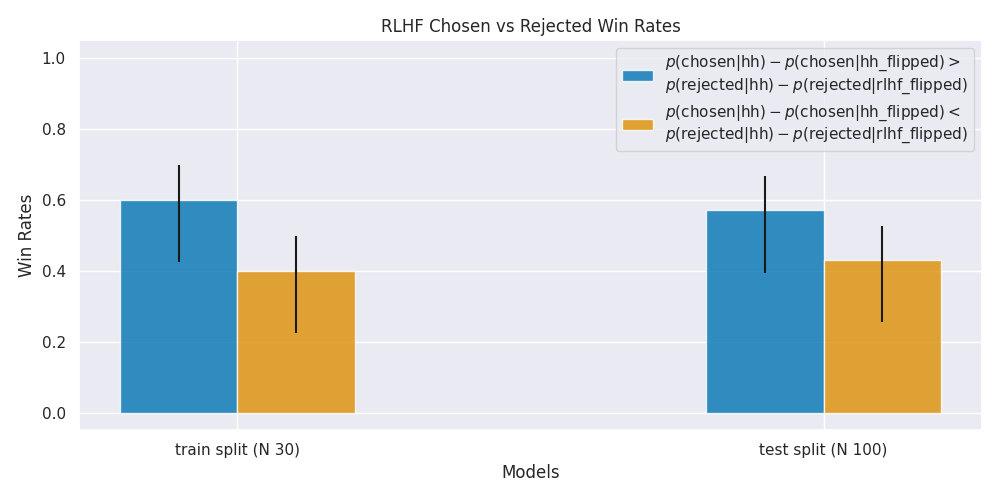 RLHF Chosen vs Rejected Win Rates
p(chosen|hh) − p(chosen|hh_flipped) >
p(rejected|hh) − p(rejected|rlhf_flipped)
p(chosen|hh) − p(chosen|hh_flipped) <
p(rejected|hh) − p(rejected|rlhf_flipped)
Win Rates
1.0
0.8
0.6
0.4
0.2
0.0
train split (N 30)
test split (N 100)
Models